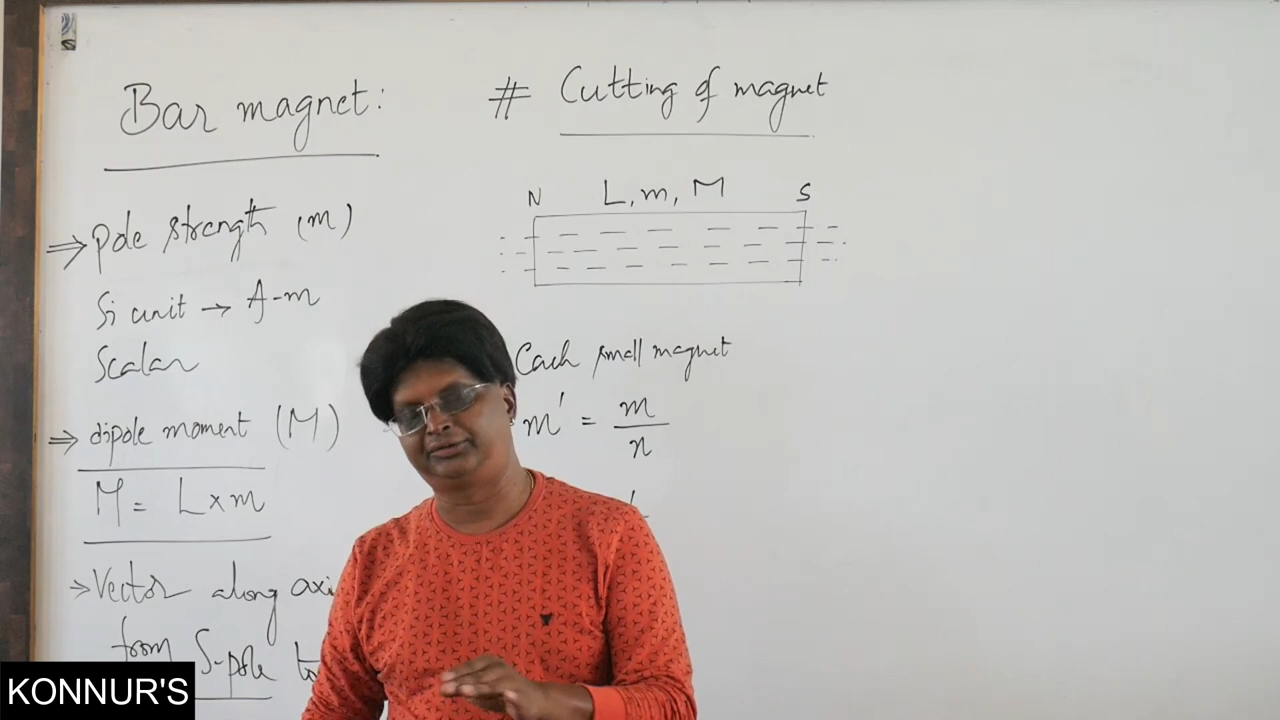 Bar magnet:
⇒ Pole strength (m)
Si unit → A-m
Scalar
⇒ dipole moment (M)
M = L×m
→ Vector along axi
from S-pole to
# Cutting of magnet
N L, m, M S
Each small magnet
m' = m/n
KONNUR'S